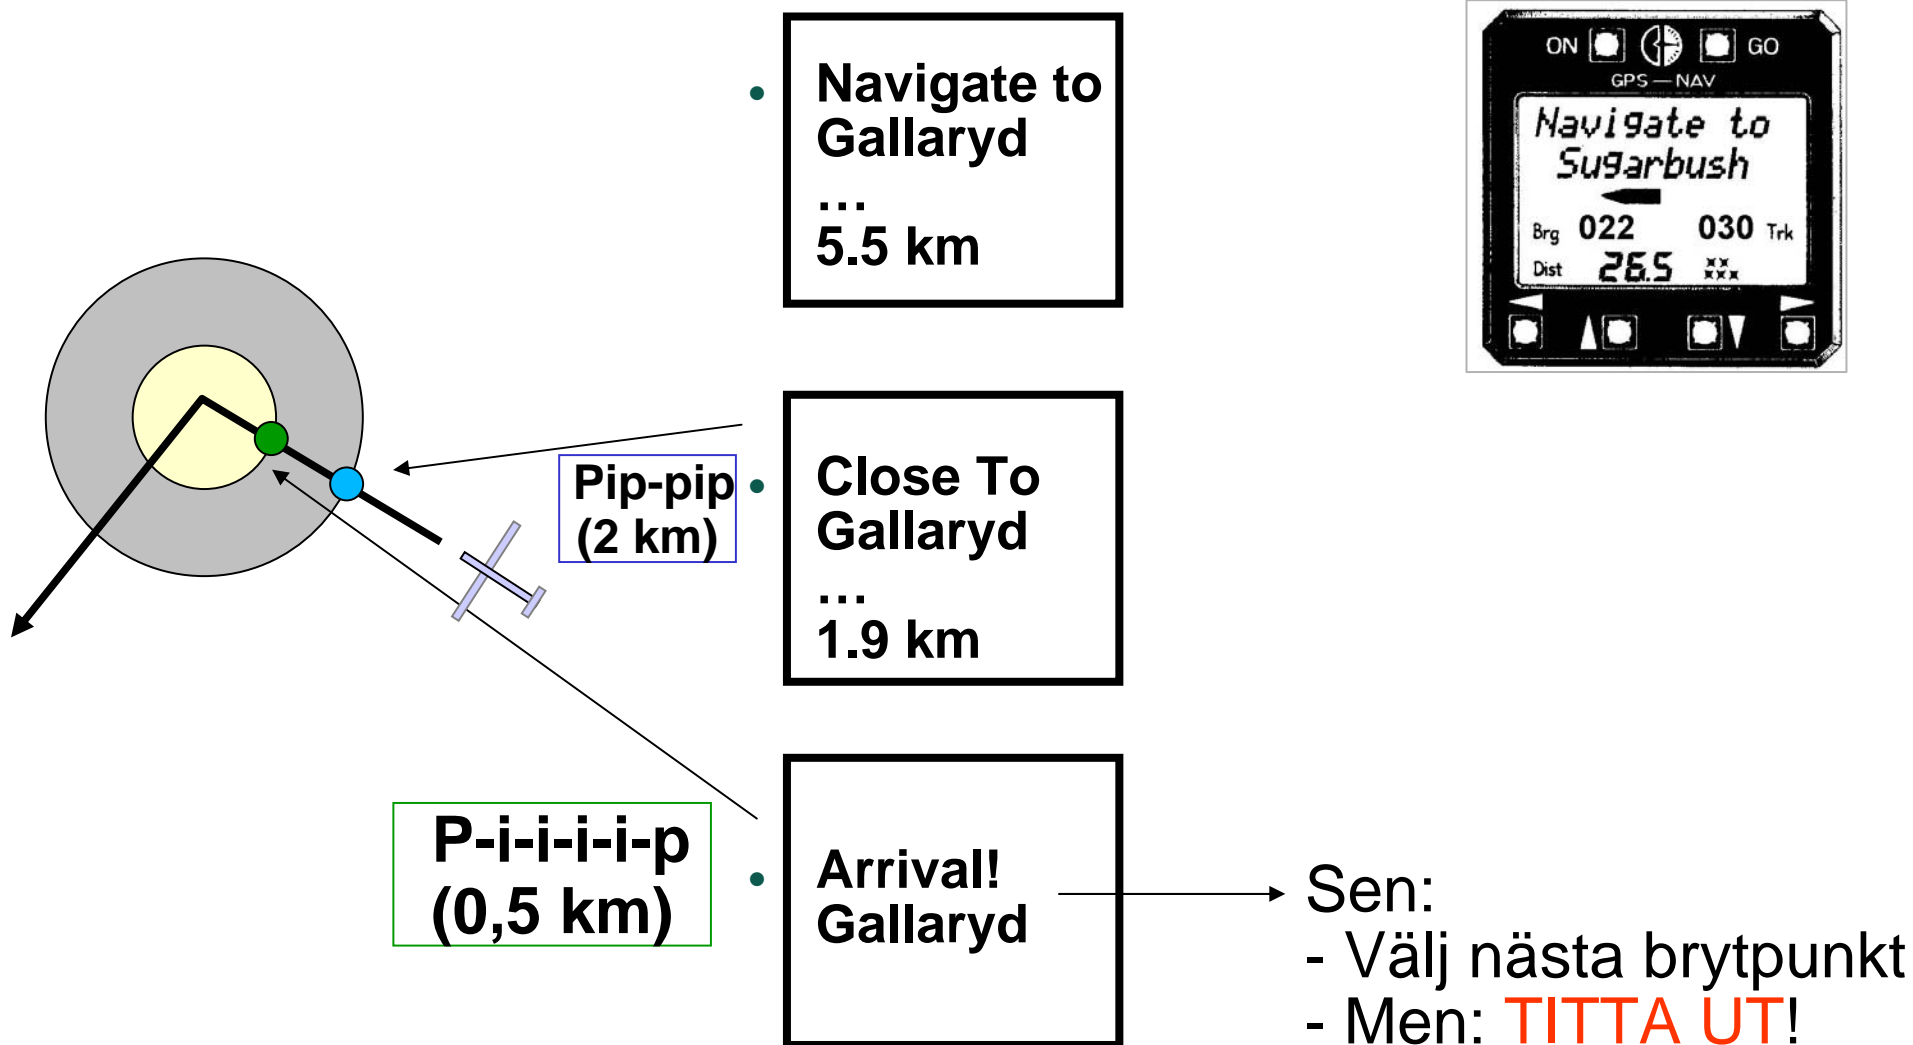 Navigate to
Gallaryd
...
5.5 km
ON GO
GPS — NAV
Navigate to
Sugarbush
Brg 022 030 Trk
Dist 26.5
Pip-pip
(2 km)
Close To
Gallaryd
...
1.9 km
P-i-i-i-i-p
(0,5 km)
Arrival!
Gallaryd
Sen:
- Välj nästa brytpunkt
- Men: TITTA UT!